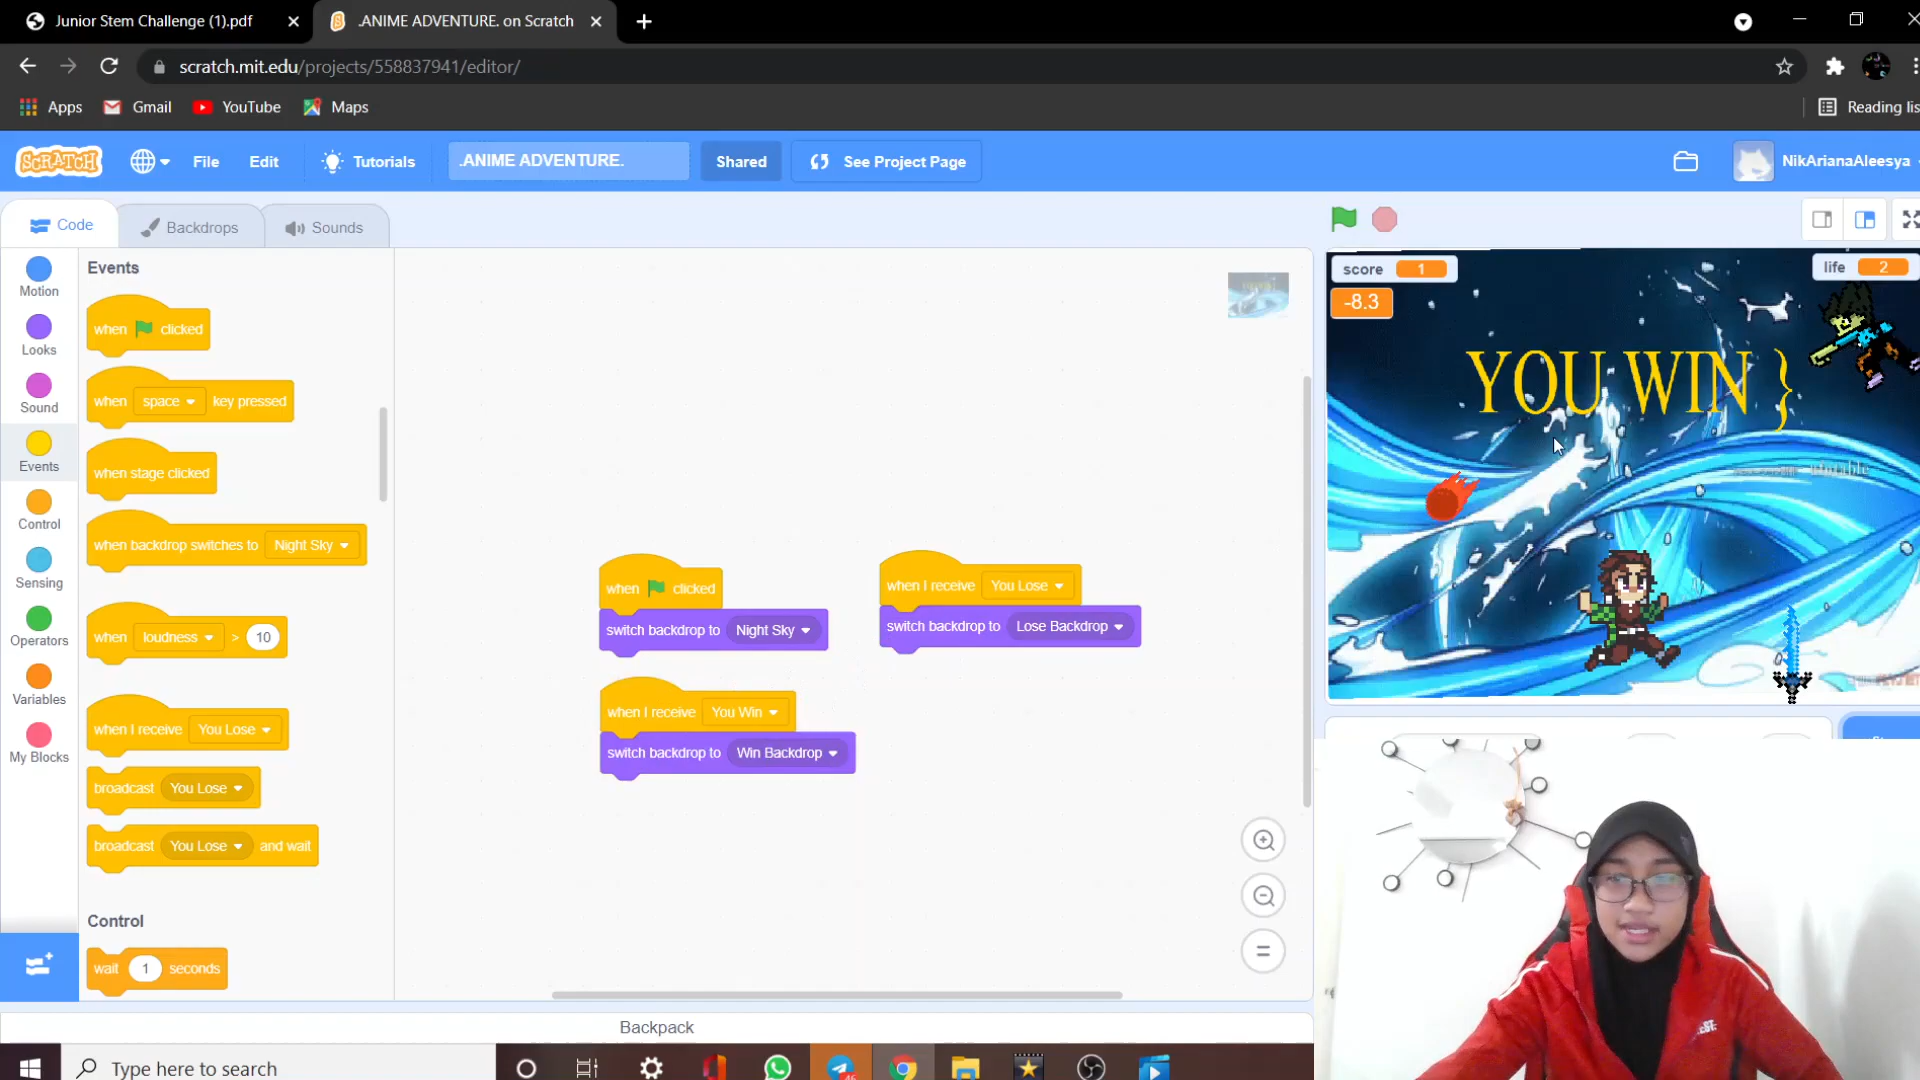 Junior Stem Challenge (1).pdf
.ANIME ADVENTURE. on Scratch
scratch.mit.edu/projects/558837941/editor/
Apps
Gmail
YouTube
Maps
Reading lis
SCRATCH
File
Edit
Tutorials
.ANIME ADVENTURE.
Shared
See Project Page
NikArianaAleesya
Code
Backdrops
Sounds
Motion
Looks
Sound
Events
Control
Sensing
Operators
Variables
My Blocks
Events
when clicked
when space key pressed
when stage clicked
when backdrop switches to Night Sky
when loudness > 10
when I receive You Lose
broadcast You Lose
broadcast You Lose and wait
Control
wait 1 seconds
when clicked
switch backdrop to Night Sky
when I receive You Win
switch backdrop to Win Backdrop
when I receive You Lose
switch backdrop to Lose Backdrop
score 1
-8.3
life 2
YOU WIN }
Backpack
Type here to search